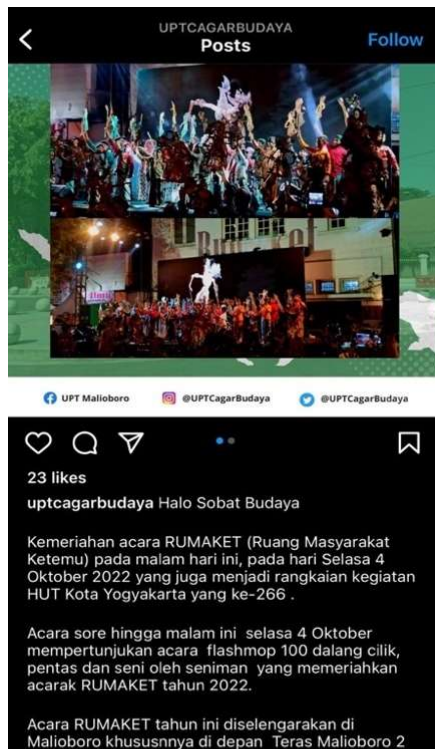 UPTCAGARBUDAYA
Posts
Follow
UPT Malioboro
@UPTCagarBudaya
@UPTCagarBudaya
23 likes
uptcagarbudaya Halo Sobat Budaya
Kemeriahan acara RUMAKET (Ruang Masyarakat
Ketemu) pada malam hari ini, pada hari Selasa 4
Oktober 2022 yang juga menjadi rangkaian kegiatan
HUT Kota Yogyakarta yang ke-266 .
Acara sore hingga malam ini  selasa 4 Oktober
mempertunjukan acara  flashmop 100 dalang cilik,
pentas dan seni oleh seniman  yang memeriahkan
acarak RUMAKET tahun 2022.
Acara RUMAKET tahun ini diselengarakan di
Malioboro khususnnya di depan  Teras Malioboro 2